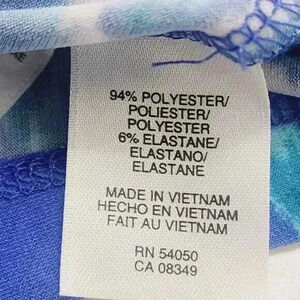 94% POLYESTER/
POLIESTER/
POLYESTER
6% ELASTANE/
ELASTANO/
ELASTANE
MADE IN VIETNAM
HECHO EN VIETNAM
FAIT AU VIETNAM
RN 54050
CA 08349